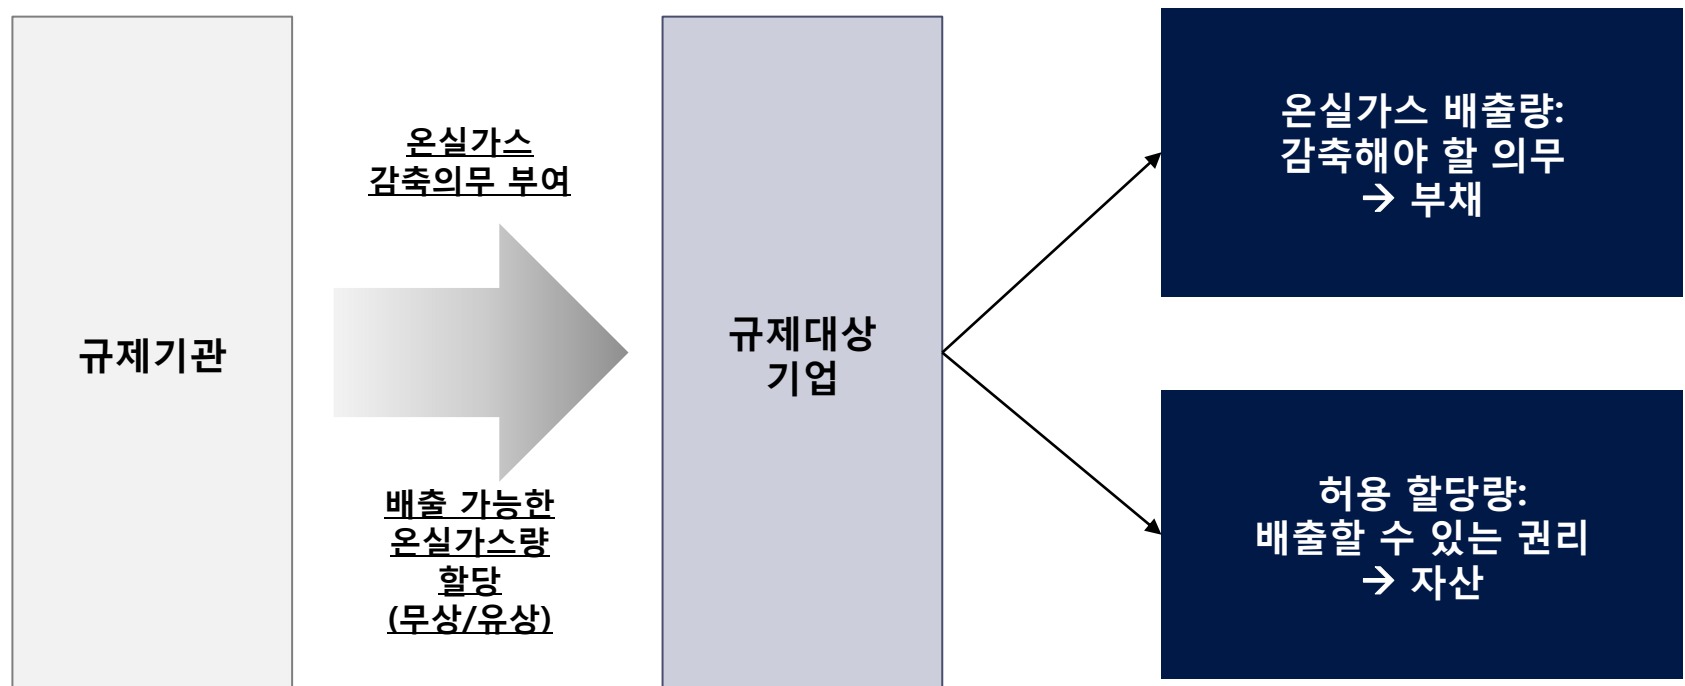 규제기관
온실가스
감축의무 부여
배출 가능한
온실가스량
할당
(무상/유상)
규제대상
기업
온실가스 배출량:
감축해야 할 의무
→ 부채
허용 할당량:
배출할 수 있는 권리
→ 자산